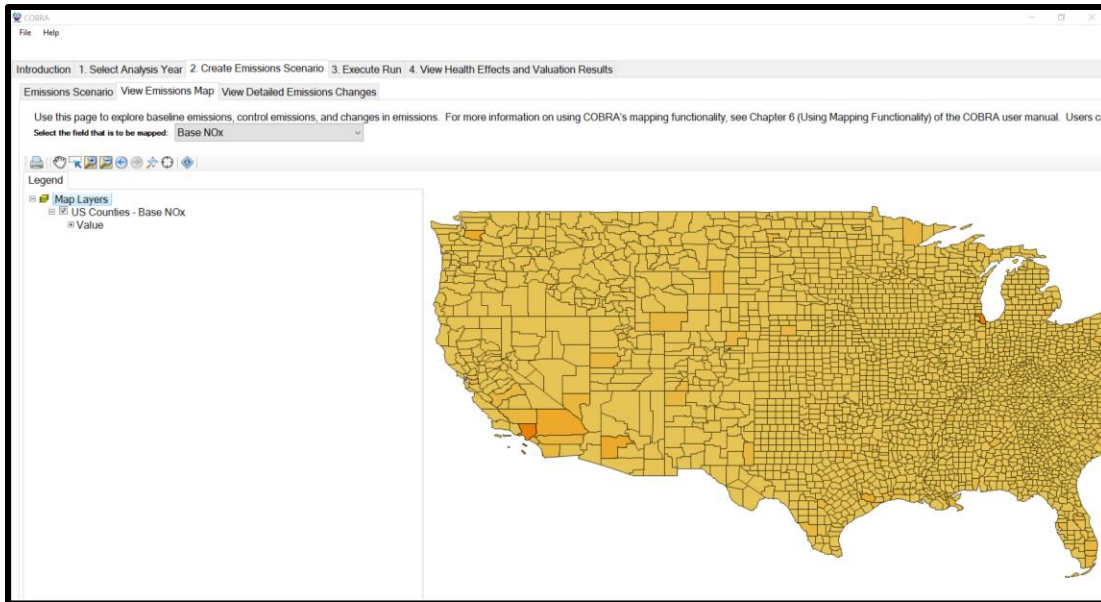 COBRA
File Help
Introduction 1. Select Analysis Year 2. Create Emissions Scenario 3. Execute Run 4. View Health Effects and Valuation Results
Emissions Scenario View Emissions Map View Detailed Emissions Changes
Use this page to explore baseline emissions, control emissions, and changes in emissions. For more information on using COBRA's mapping functionality, see Chapter 6 (Using Mapping Functionality) of the COBRA user manual. Users c
Select the field that is to be mapped: Base NOx
Legend
Map Layers
US Counties - Base NOx
Value